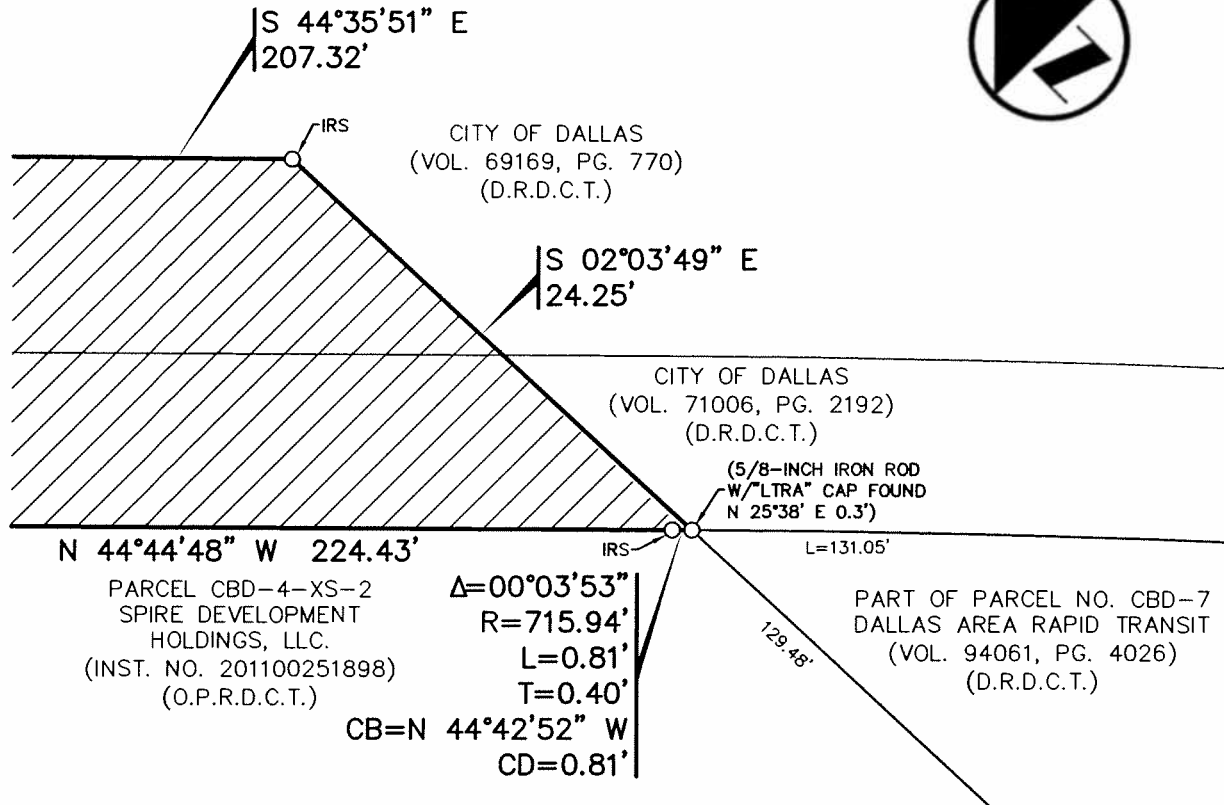 S 44°35'51" E
207.32'
IRS
CITY OF DALLAS
(VOL. 69169, PG. 770)
(D.R.D.C.T.)
S 02°03'49" E
24.25'
CITY OF DALLAS
(VOL. 71006, PG. 2192)
(D.R.D.C.T.)
(5/8-INCH IRON ROD
W/"LTRA" CAP FOUND
N 25°38' E 0.3')
IRS
L=131.05'
N 44°44'48" W 224.43'
PARCEL CBD-4-XS-2
SPIRE DEVELOPMENT
HOLDINGS, LLC.
(INST. NO. 201100251898)
(O.P.R.D.C.T.)
Δ=00°03'53"
R=715.94'
L=0.81'
T=0.40'
CB=N 44°42'52" W
CD=0.81'
129.48'
PART OF PARCEL NO. CBD-7
DALLAS AREA RAPID TRANSIT
(VOL. 94061, PG. 4026)
(D.R.D.C.T.)